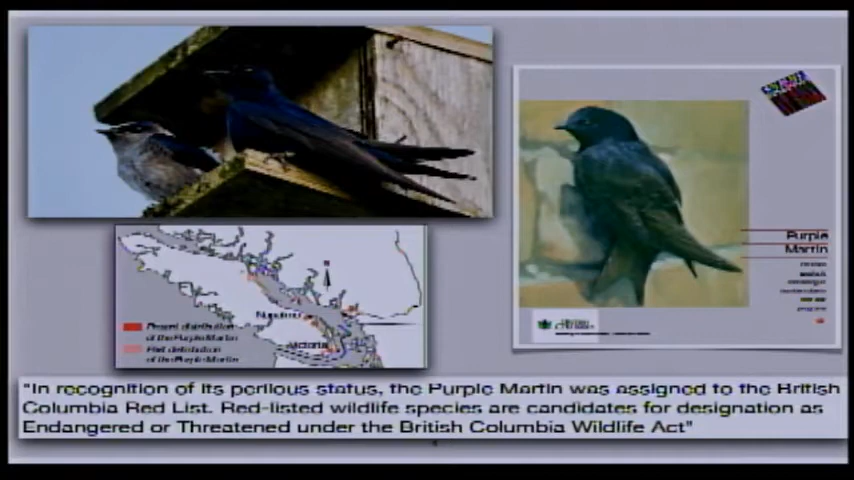 Purple
Martin
Present distribution
of the Purple Martin
Past distribution
of the Purple Martin
Nanaimo
Victoria
"In recognition of its perilous status, the Purple Martin was assigned to the British
Columbia Red List. Red-listed wildlife species are candidates for designation as
Endangered or Threatened under the British Columbia Wildlife Act"